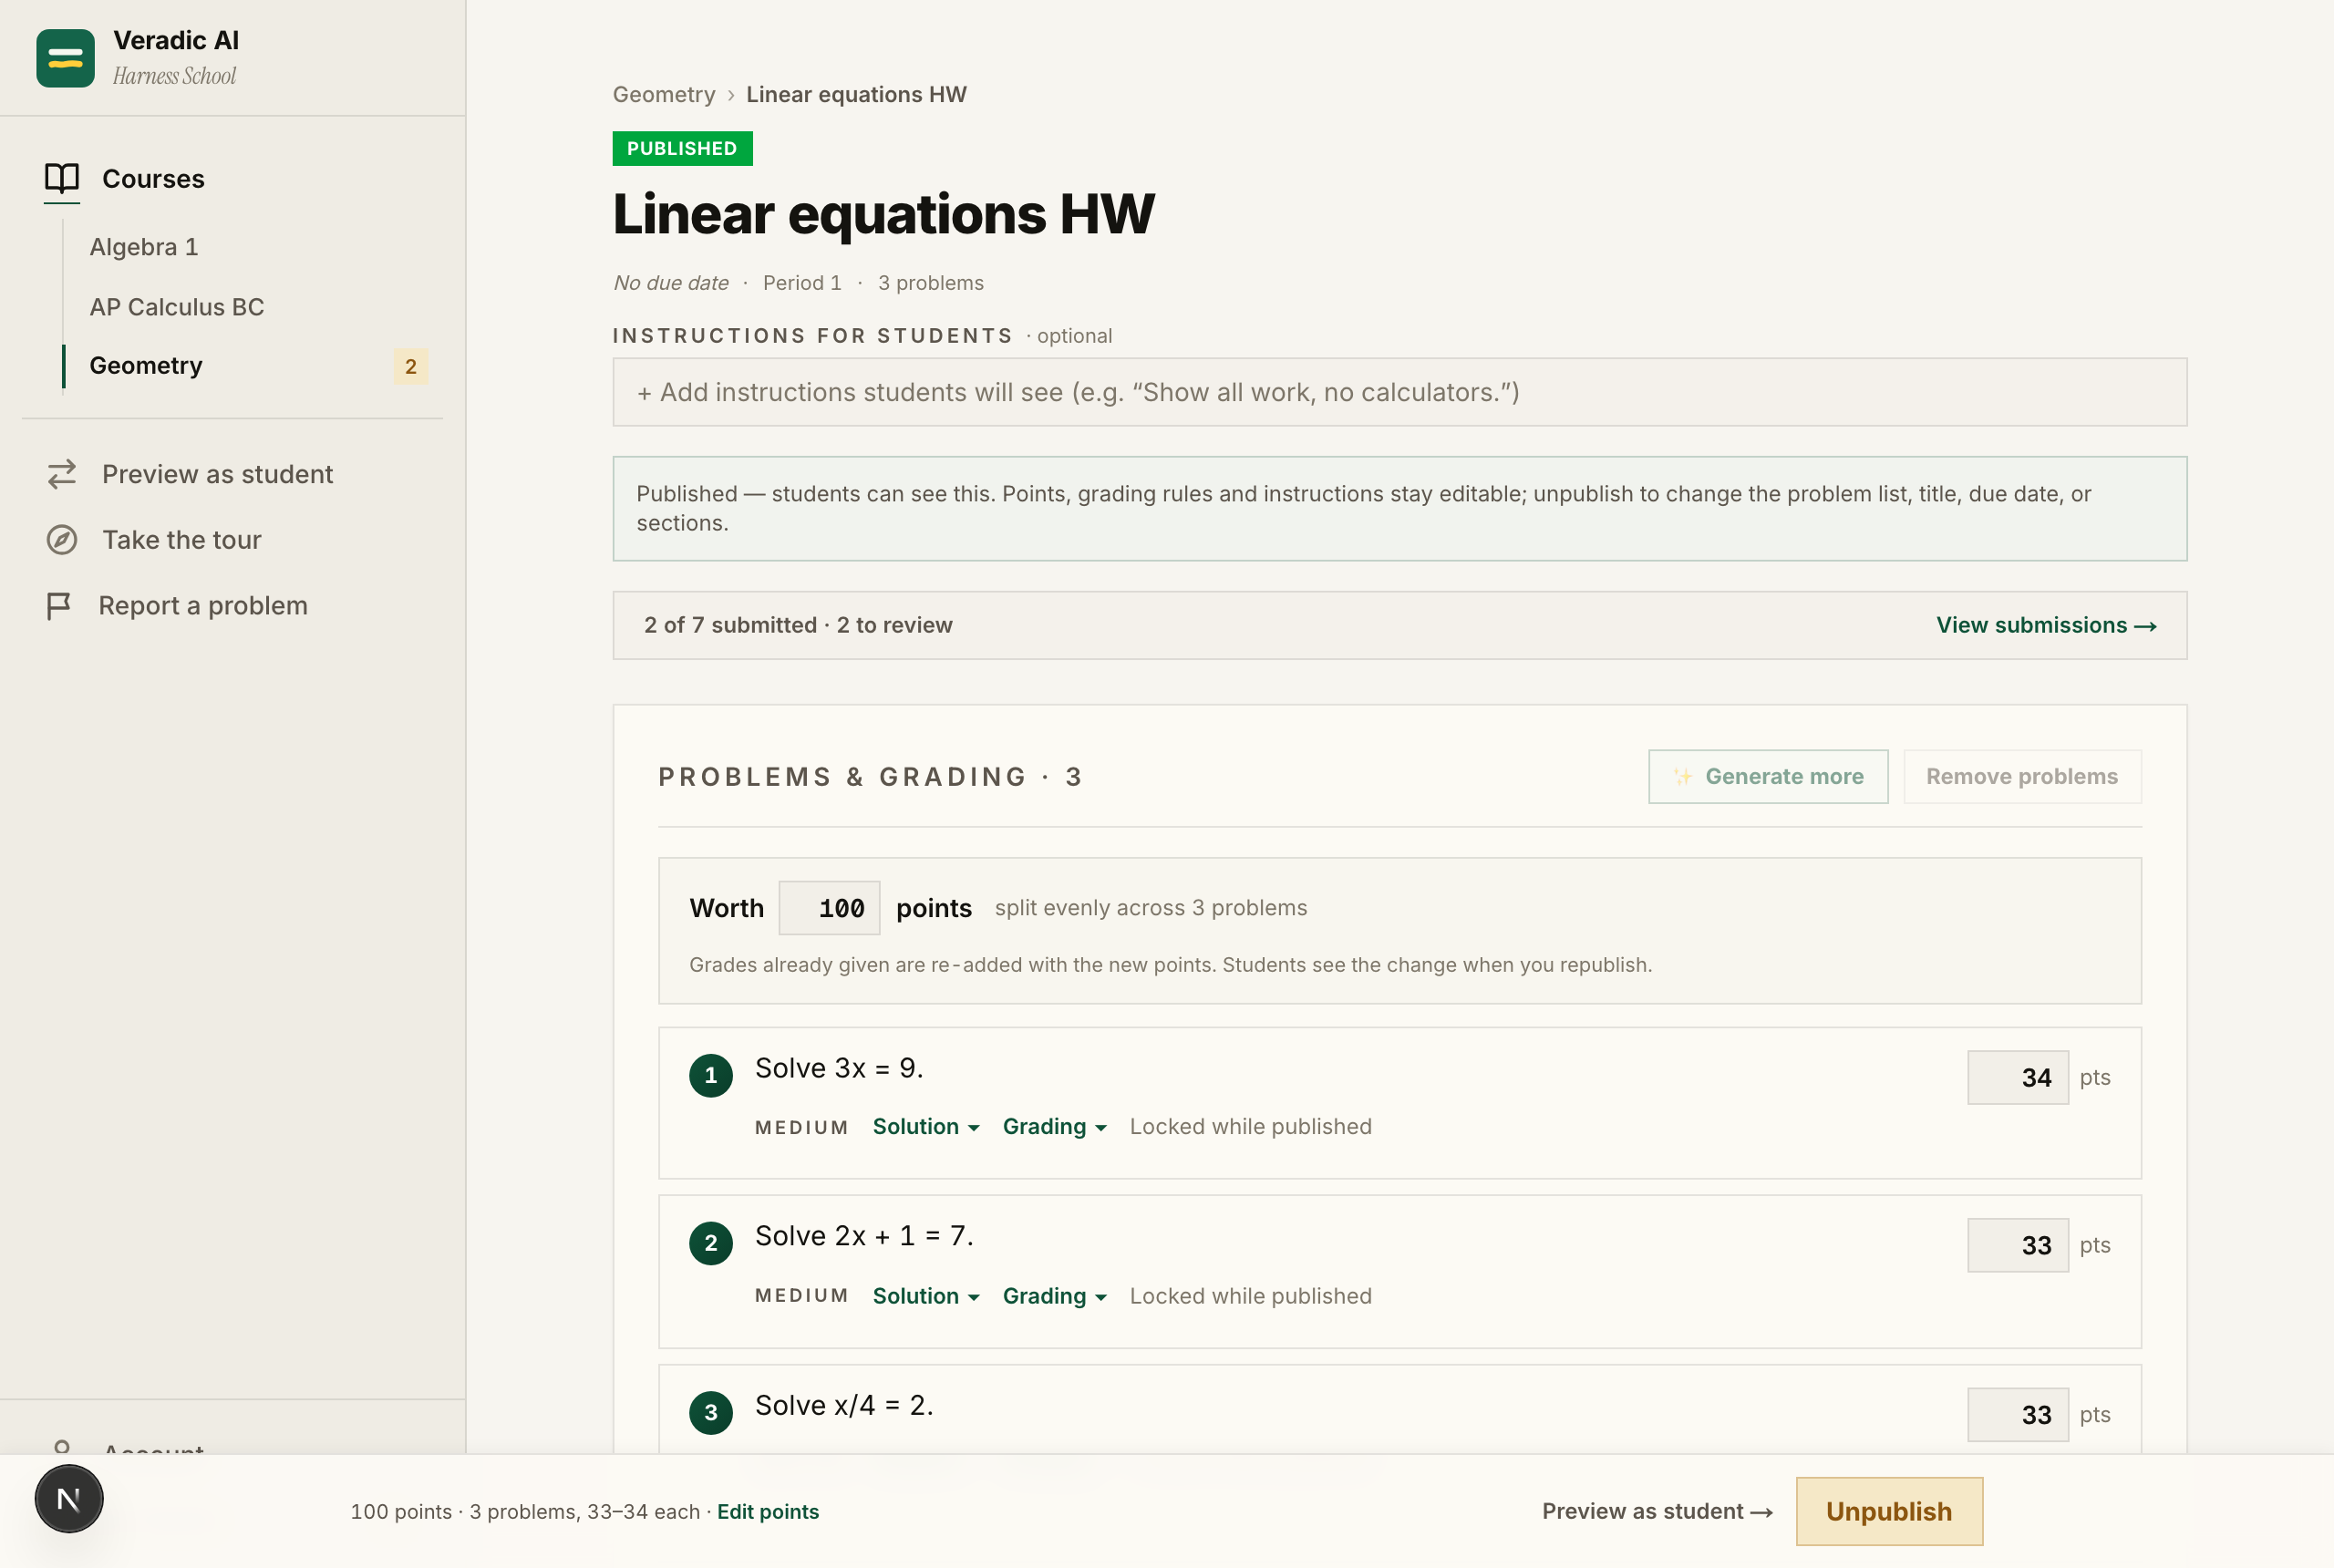 Veradic AI
Harness School
Courses
Algebra 1
AP Calculus BC
Geometry 2
Preview as student
Take the tour
Report a problem
Account
Geometry › Linear equations HW
PUBLISHED
Linear equations HW
No due date · Period 1 · 3 problems
INSTRUCTIONS FOR STUDENTS · optional
+ Add instructions students will see (e.g. “Show all work, no calculators.”)
Published — students can see this. Points, grading rules and instructions stay editable; unpublish to change the problem list, title, due date, or
sections.
2 of 7 submitted · 2 to review View submissions →
PROBLEMS & GRADING · 3 ✨ Generate more Remove problems
Worth 100 points split evenly across 3 problems
Grades already given are re-added with the new points. Students see the change when you republish.
1 Solve 3x = 9. 34 pts
MEDIUM Solution Grading Locked while published
2 Solve 2x + 1 = 7. 33 pts
MEDIUM Solution Grading Locked while published
3 Solve x/4 = 2. 33 pts
N 100 points · 3 problems, 33–34 each · Edit points Preview as student → Unpublish